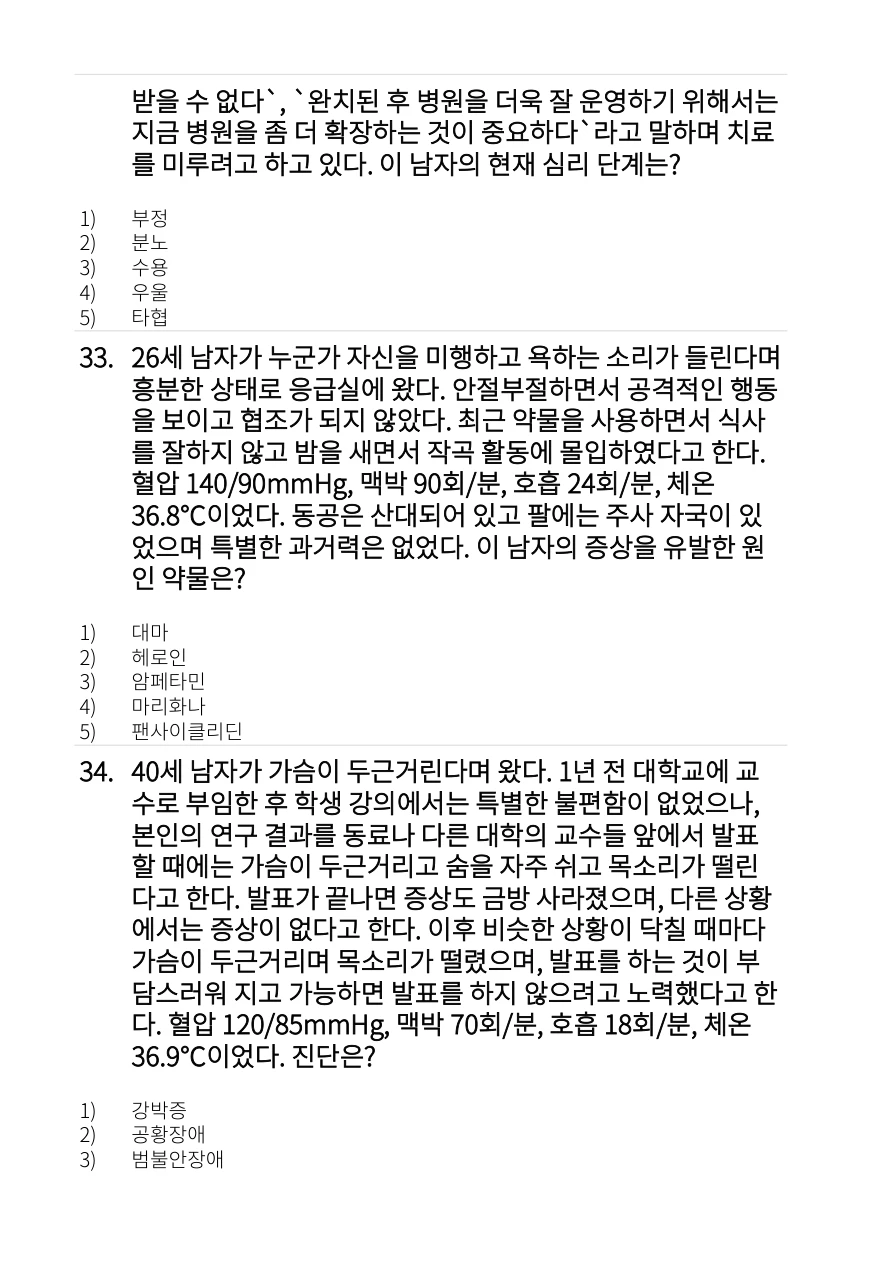 받을 수 없다`, `완치된 후 병원을 더욱 잘 운영하기 위해서는
지금 병원을 좀 더 확장하는 것이 중요하다`라고 말하며 치료
를 미루려고 하고 있다. 이 남자의 현재 심리 단계는?
1) 부정
2) 분노
3) 수용
4) 우울
5) 타협
33. 26세 남자가 누군가 자신을 미행하고 욕하는 소리가 들린다며
흥분한 상태로 응급실에 왔다. 안절부절하면서 공격적인 행동
을 보이고 협조가 되지 않았다. 최근 약물을 사용하면서 식사
를 잘하지 않고 밤을 새면서 작곡 활동에 몰입하였다고 한다.
혈압 140/90mmHg, 맥박 90회/분, 호흡 24회/분, 체온
36.8℃이었다. 동공은 산대되어 있고 팔에는 주사 자국이 있
었으며 특별한 과거력은 없었다. 이 남자의 증상을 유발한 원
인 약물은?
1) 대마
2) 헤로인
3) 암페타민
4) 마리화나
5) 팬사이클리딘
34. 40세 남자가 가슴이 두근거린다며 왔다. 1년 전 대학교에 교
수로 부임한 후 학생 강의에서는 특별한 불편함이 없었으나,
본인의 연구 결과를 동료나 다른 대학의 교수들 앞에서 발표
할 때에는 가슴이 두근거리고 숨을 자주 쉬고 목소리가 떨린
다고 한다. 발표가 끝나면 증상도 금방 사라졌으며, 다른 상황
에서는 증상이 없다고 한다. 이후 비슷한 상황이 닥칠 때마다
가슴이 두근거리며 목소리가 떨렸으며, 발표를 하는 것이 부
담스러워 지고 가능하면 발표를 하지 않으려고 노력했다고 한
다. 혈압 120/85mmHg, 맥박 70회/분, 호흡 18회/분, 체온
36.9℃이었다. 진단은?
1) 강박증
2) 공황장애
3) 범불안장애